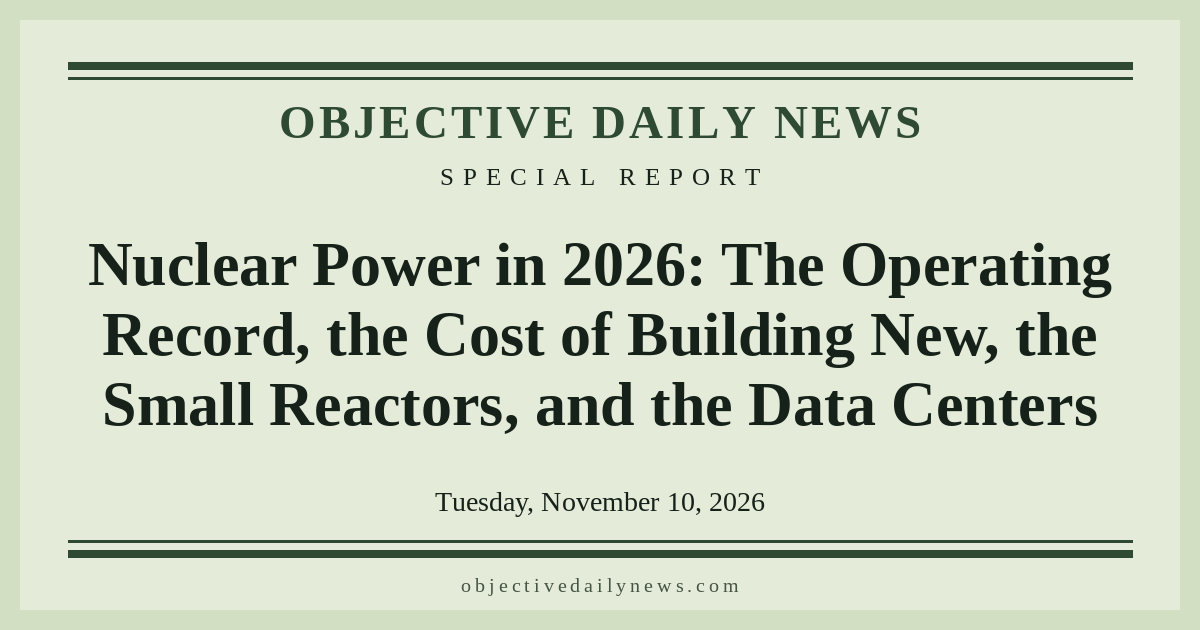 OBJECTIVE DAILY NEWS
SPECIAL REPORT
Nuclear Power in 2026: The Operating
Record, the Cost of Building New, the
Small Reactors, and the Data Centers
Tuesday, November 10, 2026
objectivedailynews.com